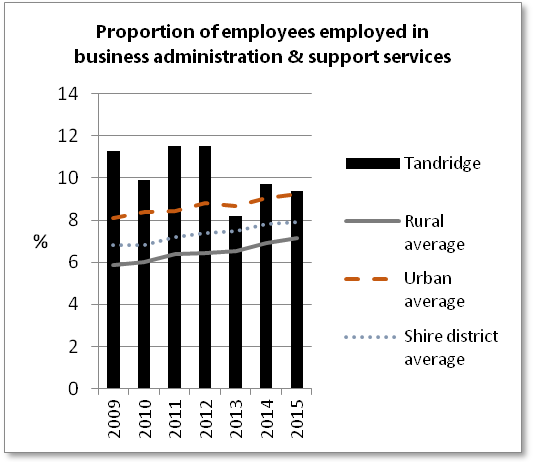 Proportion of employees employed in
business administration & support services
14
12
10
8
6
4
2
0
%
2009
2010
2011
2012
2013
2014
2015
Tandridge
Rural
average
Urban
average
Shire district
average